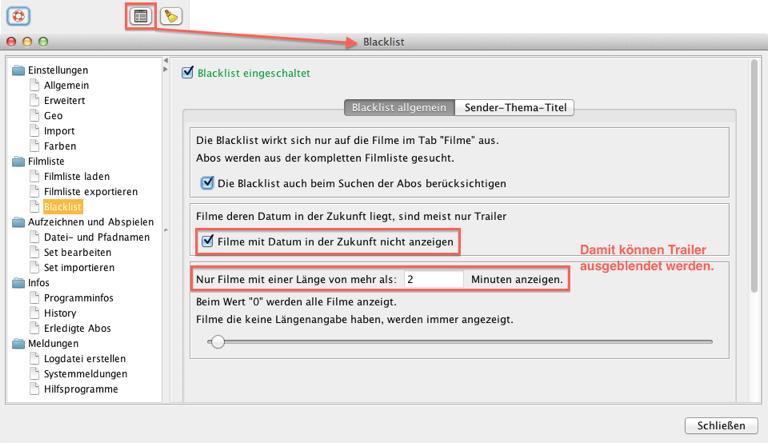 Blacklist
Einstellungen
Allgemein
Erweitert
Geo
Import
Farben
Filmliste
Filmliste laden
Filmliste exportieren
Blacklist
Aufzeichnen und Abspielen
Datei- und Pfadnamen
Set bearbeiten
Set importieren
Infos
Programminfos
History
Erledigte Abos
Meldungen
Logdatei erstellen
Systemmeldungen
Hilfsprogramme
Blacklist eingeschaltet
Blacklist allgemein
Sender-Thema-Titel
Die Blacklist wirkt sich nur auf die Filme im Tab "Filme" aus.
Abos werden aus der kompletten Filmliste gesucht.
Die Blacklist auch beim Suchen der Abos berücksichtigen
Filme deren Datum in der Zukunft liegt, sind meist nur Trailer
Filme mit Datum in der Zukunft nicht anzeigen
Damit können Trailer
ausgeblendet werden.
Nur Filme mit einer Länge von mehr als: 2 Minuten anzeigen.
Beim Wert "0" werden alle Filme anzeigt.
Filme die keine Längenangabe haben, werden immer angezeigt.
Schließen